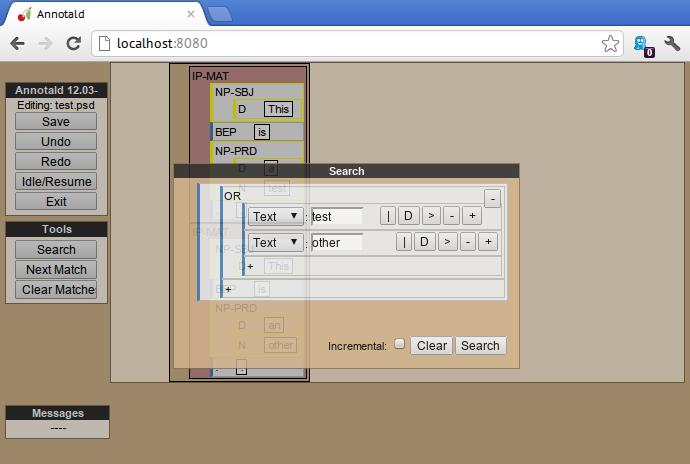 Annotald
localhost:8080
0
Annotald 12.03-
Editing: test.psd
Save
Undo
Redo
Idle/Resume
Exit
Tools
Search
Next Match
Clear Matches
Messages
----
IP-MAT
NP-SBJ
D This
BEP is
NP-PRD
D a
N test
IP-MAT
NP-SBJ
D This
BEP is
NP-PRD
D an
N other
. .
Search
OR
-
Text : test | D > - +
Text : other | D > - +
+
+
Incremental: Clear Search